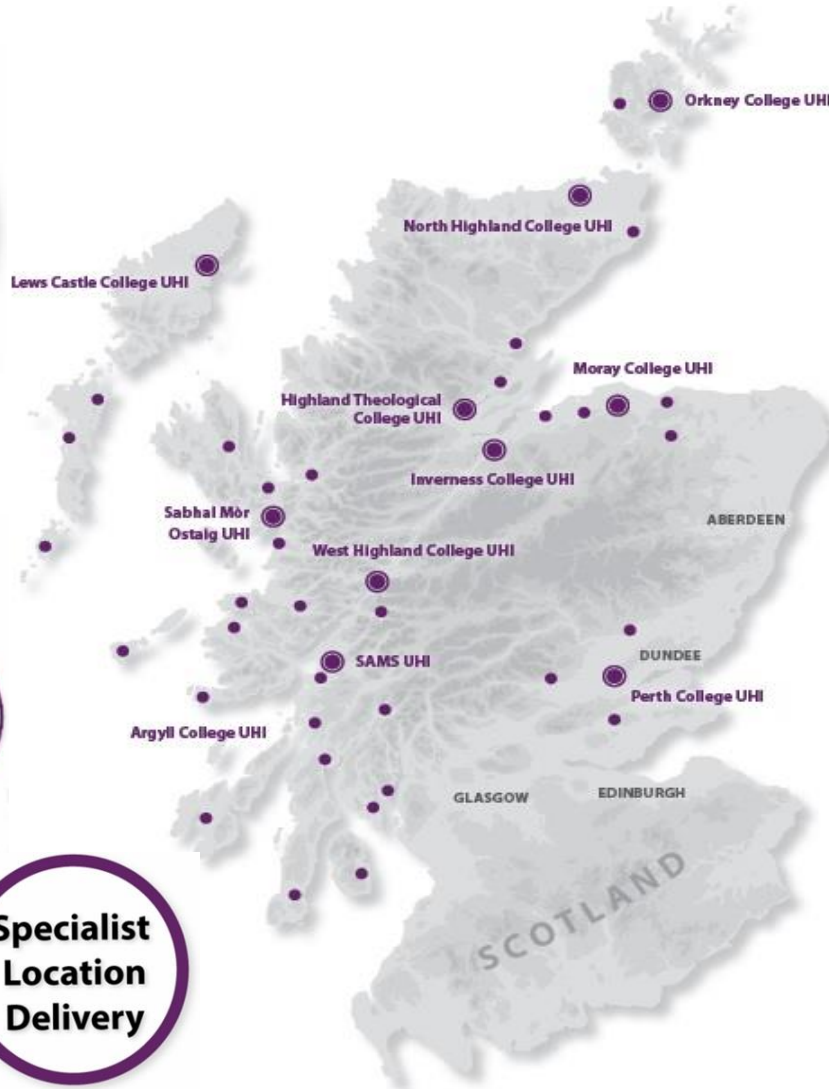 Orkney College UHI
North Highland College UHI
Lews Castle College UHI
Moray College UHI
Highland Theological
College UHI
Inverness College UHI
Sabhal Mòr
Ostaig UHI
ABERDEEN
West Highland College UHI
SAMS UHI
DUNDEE
Perth College UHI
Argyll College UHI
GLASGOW
EDINBURGH
SCOTLAND
Specialist
Location
Delivery